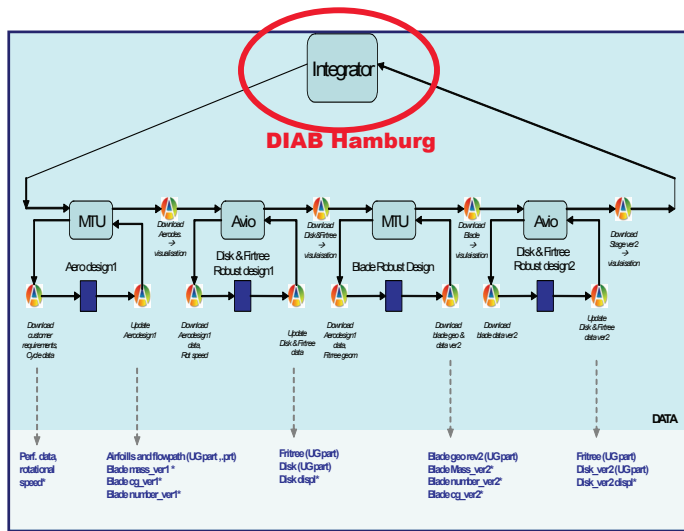 Integrator
DIAB Hamburg
MTU
Download
Aerodes.
→
visualisation
Avio
Download
Disk&Firtree
→ visulaisation
MTU
Download
Blade
→
visulaisation
Avio
Download
Stage ver2
→
visulaisation
Aero design1
Disk & Firtree
Robust design1
Blade Robust Design
Disk & Firtree
Robust design2
Download
customer
requirements,
Cycle data
Update
Aerodesign1
Download
Aerodesign1
data,
Rot speed
Update
Disk & Firtree
data
Download
Aerodesign1
data,
Firtree geom
Download
blade geo &
data ver2
Download
blade data ver2
Update
Disk & Firtree
data ver2
DATA
Perf. data,
rotational
speed*
Airfoills and flowpath (UG part , .prt)
Blade mass_ver1 *
Blade cg_ver1*
Blade number_ver1*
Fritree (UG part)
Disk (UG part)
Disk displ*
Blade geo rev2 (UG part)
Blade Mass_ver2*
Blade number_ver2*
Blade cg_ver2*
Firtree (UG part)
Disk_ver2 (UG part)
Disk_ver2 displ*